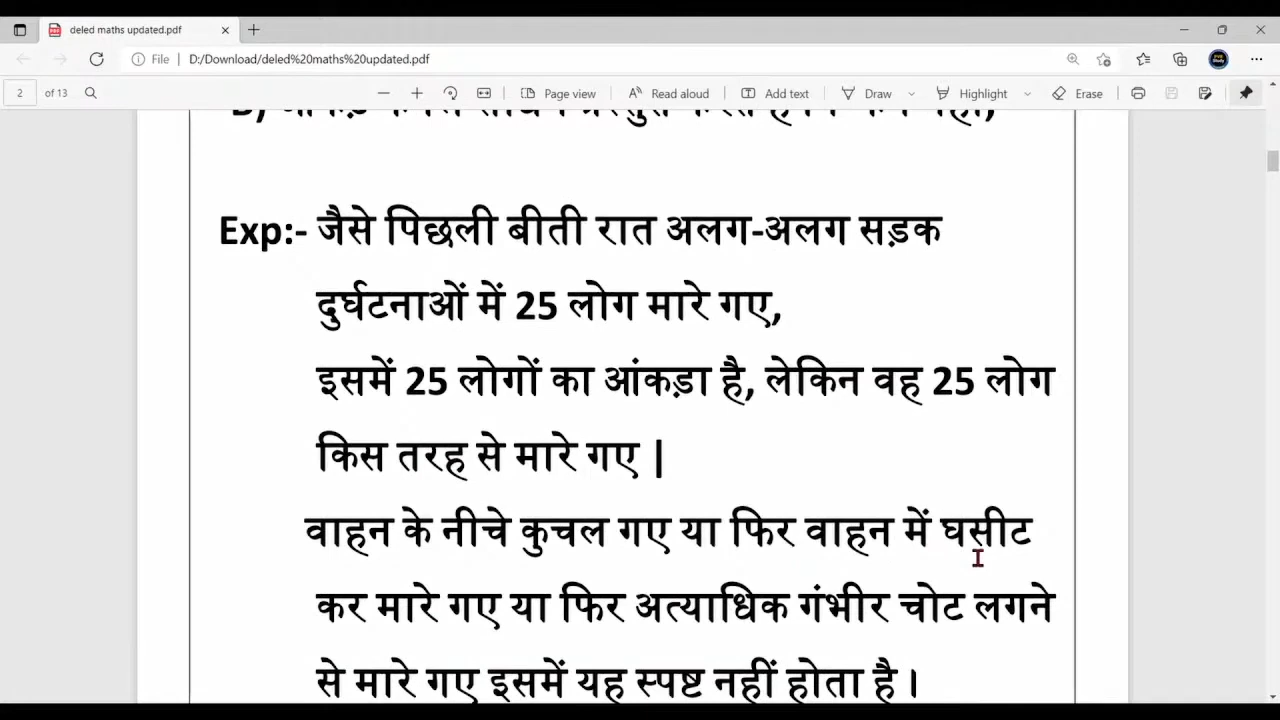 deled maths updated.pdf
File D:/Download/deled%20maths%20updated.pdf
2 of 13 Page view Read aloud Add text Draw Highlight Erase
Exp:- जैसे पिछली बीती रात अलग-अलग सड़क
दुर्घटनाओं में 25 लोग मारे गए,
इसमें 25 लोगों का आंकड़ा है, लेकिन वह 25 लोग
किस तरह से मारे गए |
वाहन के नीचे कुचल गए या फिर वाहन में घसीट
कर मारे गए या फिर अत्याधिक गंभीर चोट लगने
से मारे गए इसमें यह स्पष्ट नहीं होता है ।